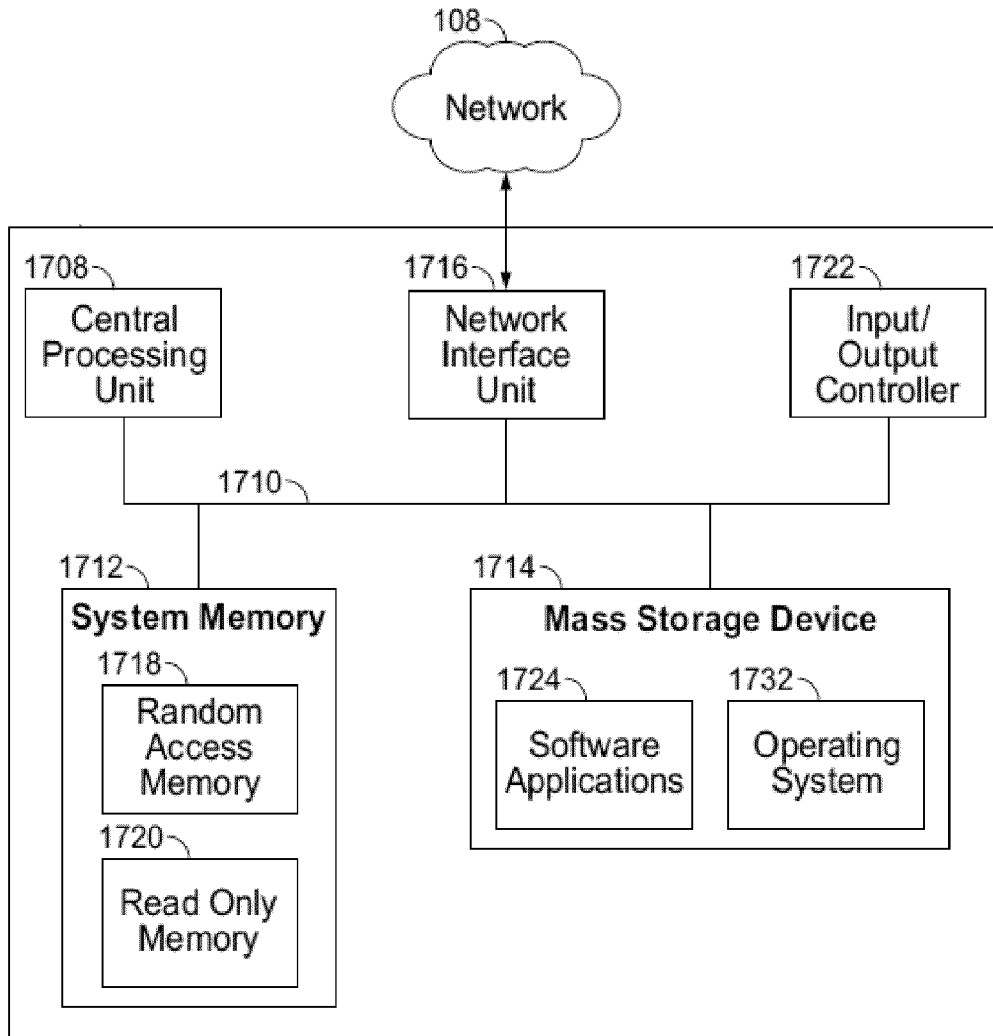 108
Network
1708
Central
Processing
Unit
1716
Network
Interface
Unit
1722
Input/
Output
Controller
1710
1712
System Memory
1718
Random
Access
Memory
1720
Read Only
Memory
1714
Mass Storage Device
1724
Software
Applications
1732
Operating
System